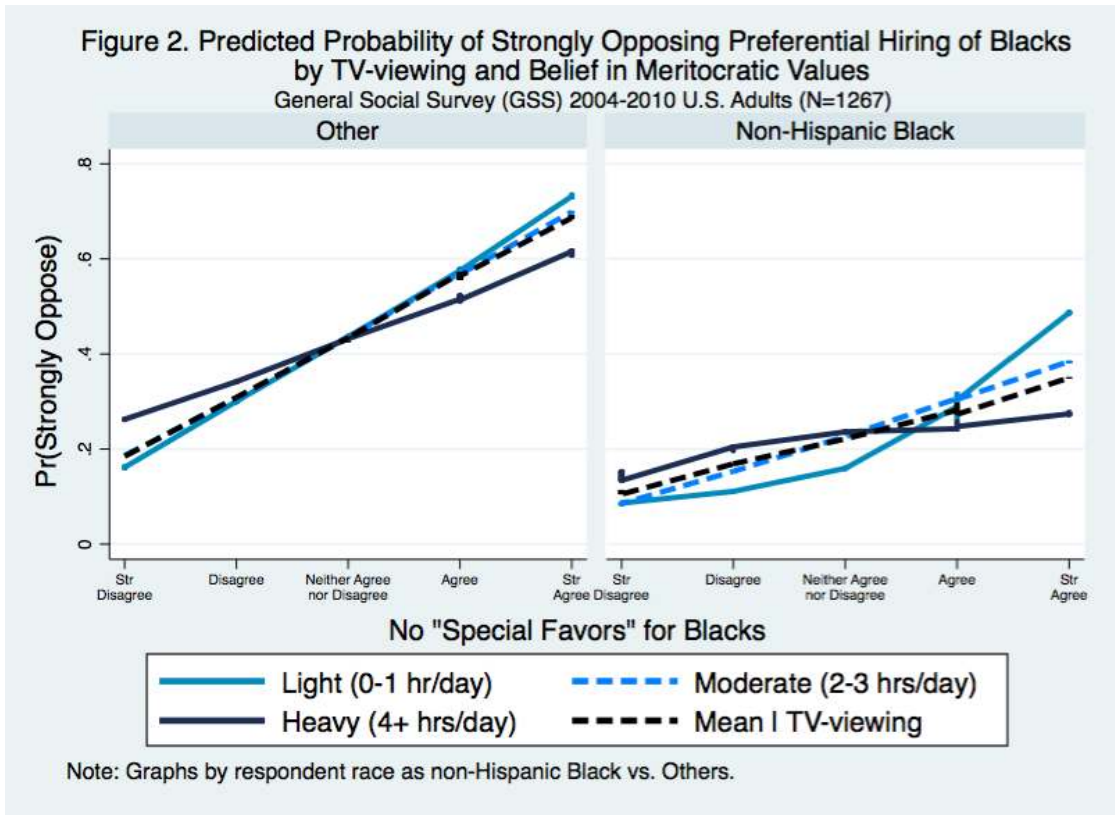 Figure 2. Predicted Probability of Strongly Opposing Preferential Hiring of Blacks
by TV-viewing and Belief in Meritocratic Values
General Social Survey (GSS) 2004-2010 U.S. Adults (N=1267)
Other
Non-Hispanic Black
Pr(Strongly Oppose)
.8
.6
.4
.2
0
Str
Disagree
Disagree
Neither Agree
nor Disagree
Agree
Str
Agree
Str
Disagree
Disagree
Neither Agree
nor Disagree
Agree
Str
Agree
No "Special Favors" for Blacks
Light (0-1 hr/day)
Moderate (2-3 hrs/day)
Heavy (4+ hrs/day)
Mean | TV-viewing
Note: Graphs by respondent race as non-Hispanic Black vs. Others.